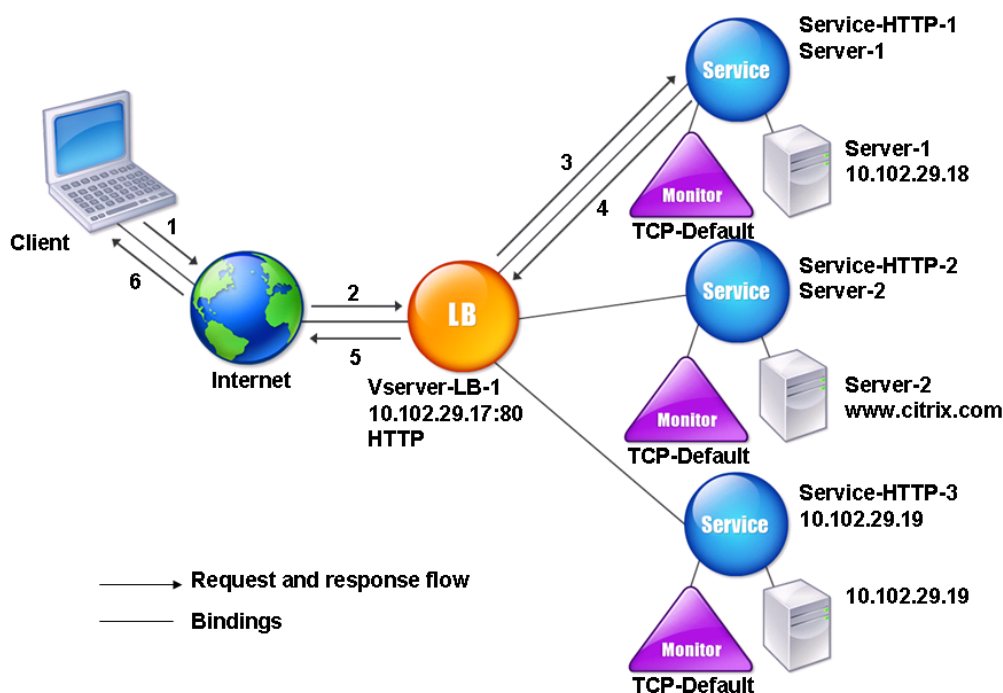 Service-HTTP-1
Server-1
Service
3
Server-1
10.102.29.18
Monitor
4
TCP-Default
1
Client
6
Service-HTTP-2
Server-2
Service
2
LB
5
Internet
Vserver-LB-1
10.102.29.17:80
HTTP
Server-2
www.citrix.com
Monitor
TCP-Default
Service-HTTP-3
10.102.29.19
Service
Request and response flow
10.102.29.19
Bindings
Monitor
TCP-Default